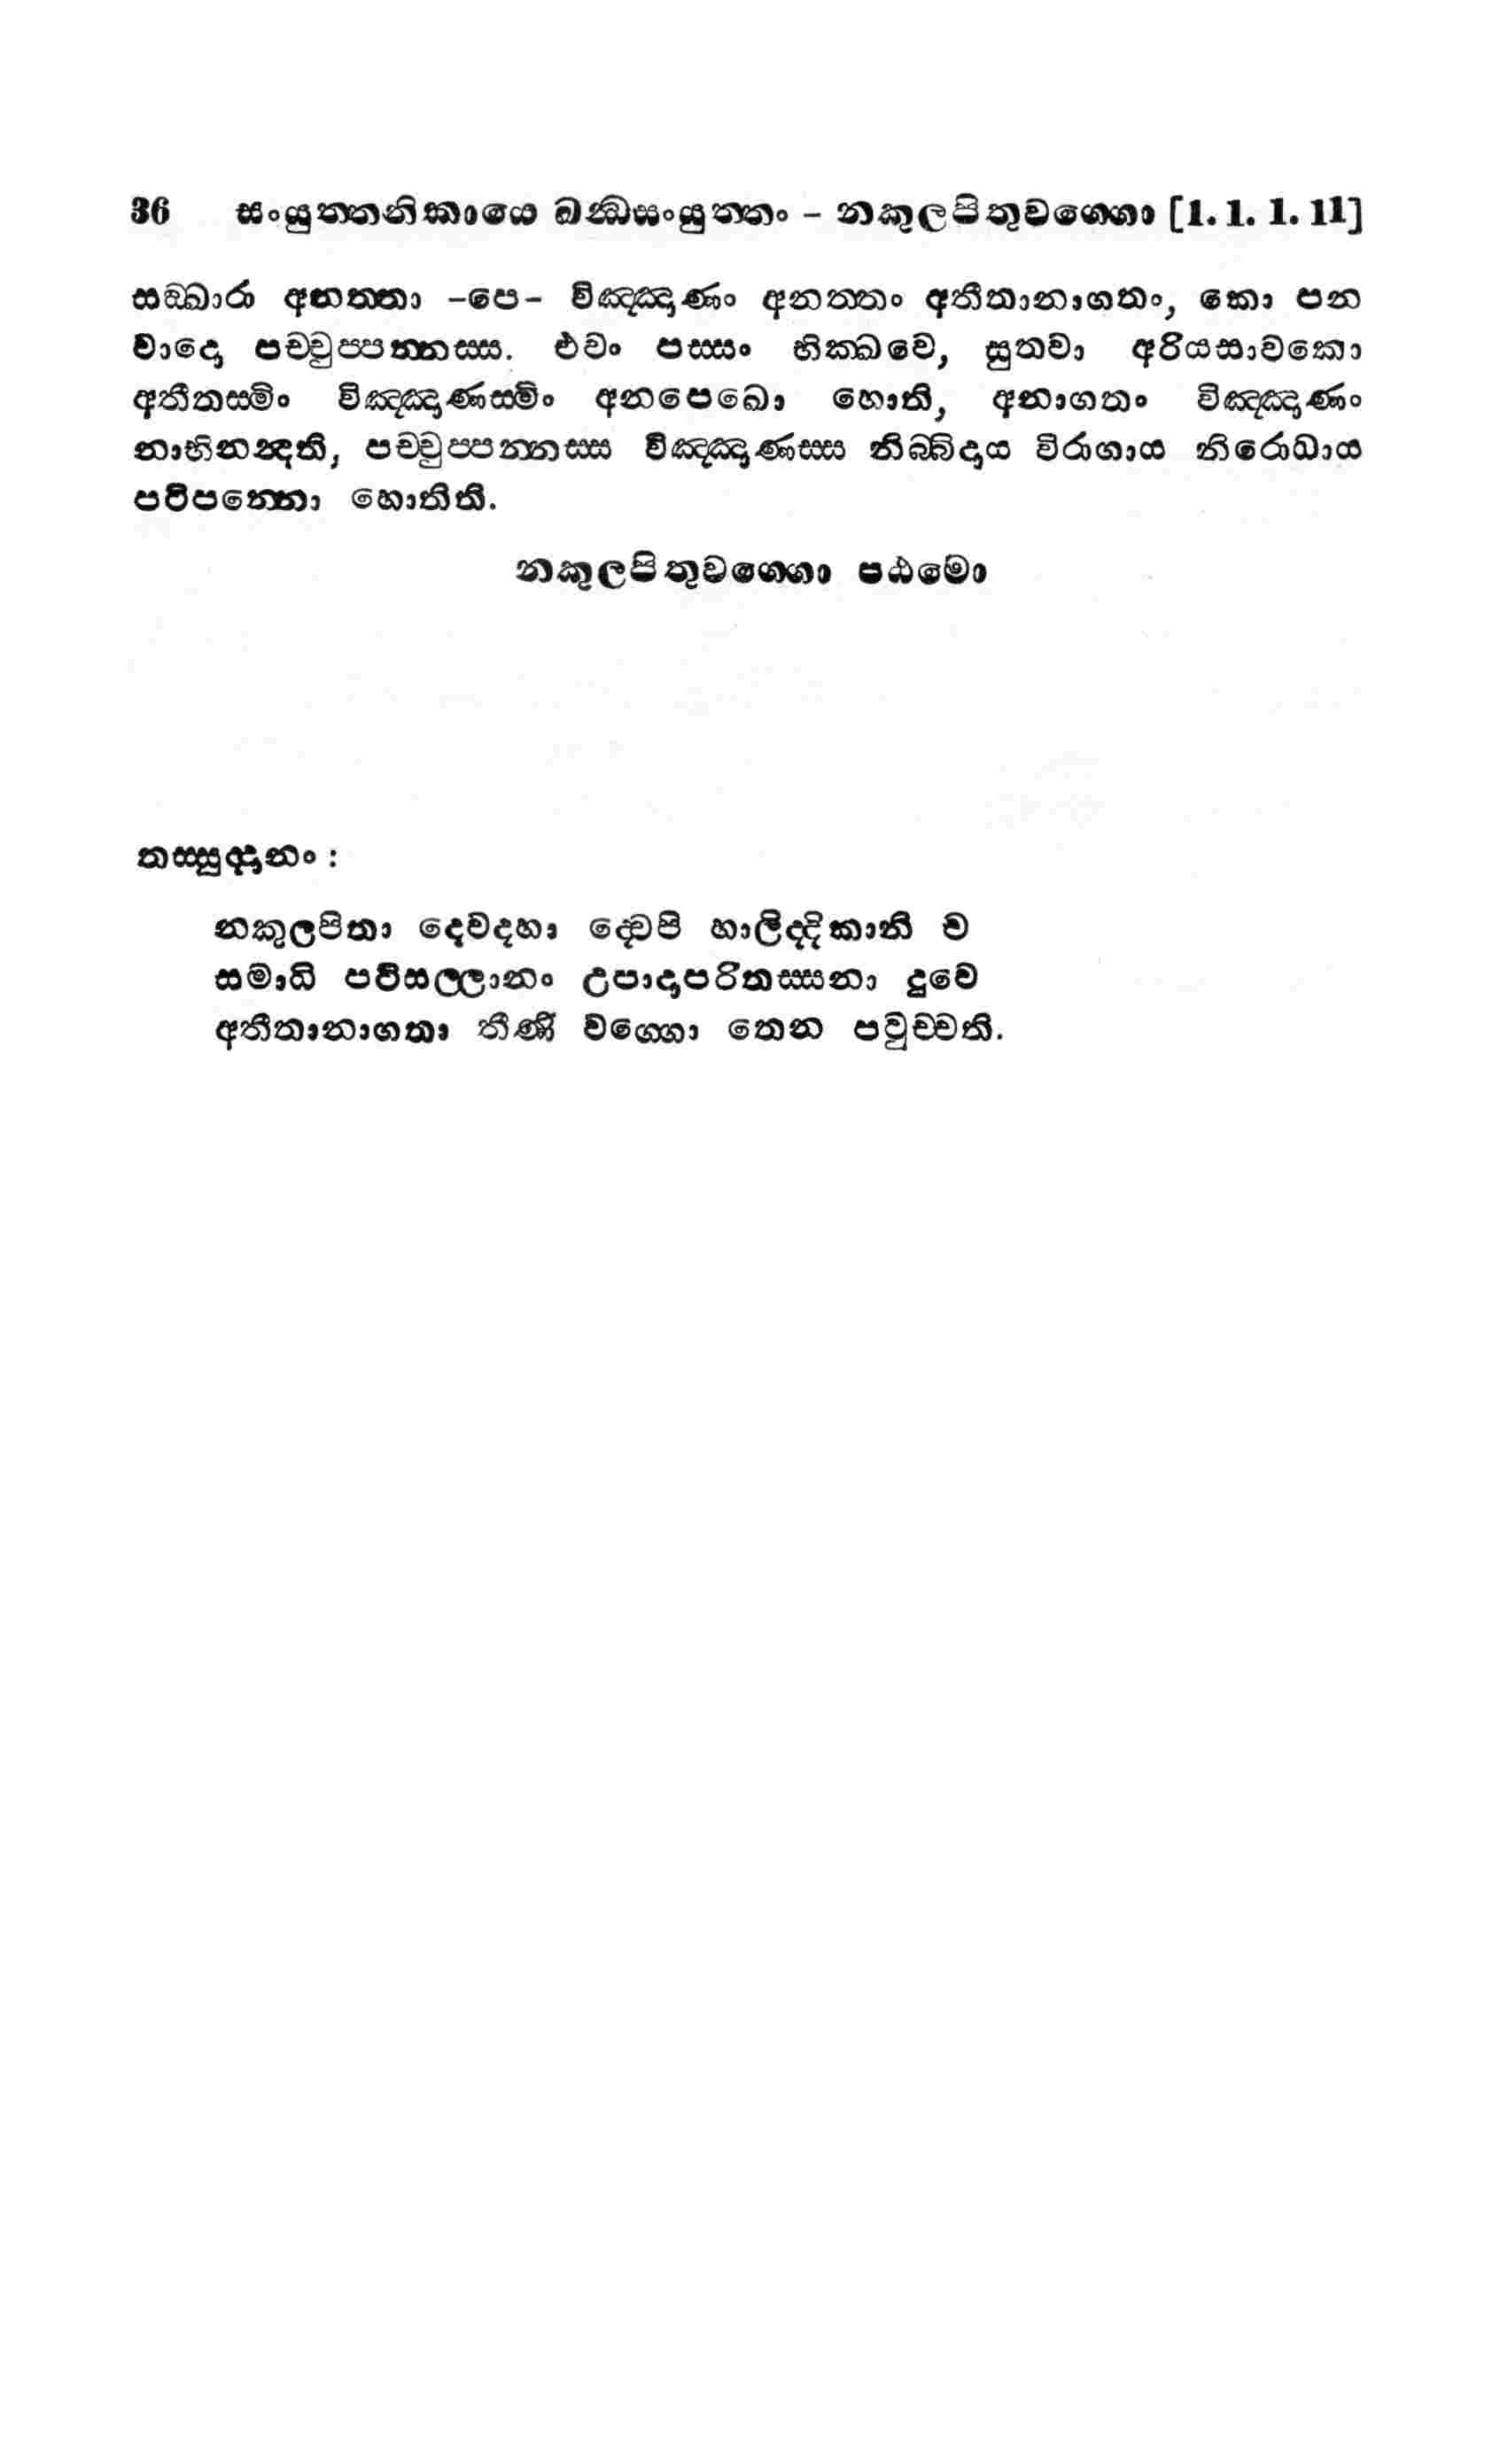 36 සංයුත්තනිකායෙ ඛන්ධසංයුත්තං - නකුලපිතුවග්ගො [1. 1. 1. 11]
සඞ්ඛාරා අනත්තා -පෙ- විඤ්ඤාණං අනත්තං අතීතානාගතං, කො පන
වාදො පච්චුප්පන්නස්ස. එවං පස්සං භික්ඛවෙ, සුතවා අරියසාවකො
අතීතස්මිං විඤ්ඤාණස්මිං අනපෙඛො හොති, අනාගතං විඤ්ඤාණං
නාභිනන්දති, පච්චුප්පන්නස්ස විඤ්ඤාණස්ස නිබ්බිදාය විරාගාය නිරොධාය
පටිපන්නො හොතිති.
නකුලපිතුවග්ගො පඨමො
තස්සුද්දානං :
නකුලපිතා දෙවදහා ද්වෙපි හාලිද්දිකානි ච
සමාධි පටිසල්ලානං උපාදාපරිතස්සනා දුවෙ
අතීතානාගතා තීණි වග්ගො තෙන පවුච්චති.